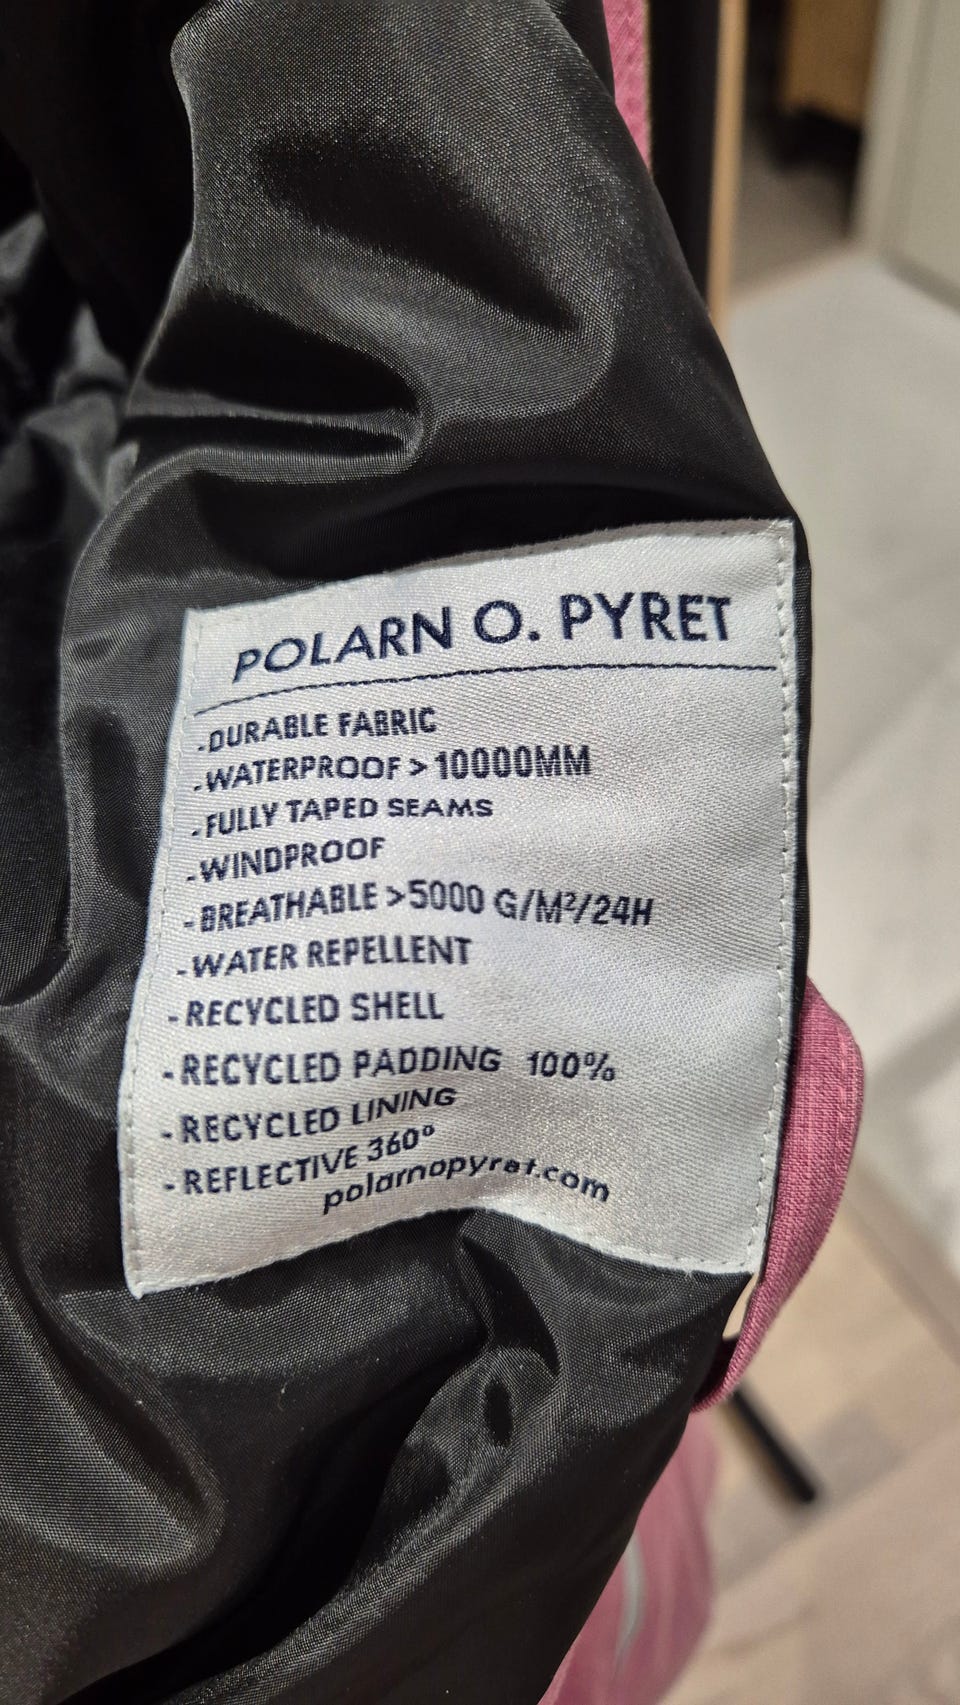 POLARN O. PYRET
-DURABLE FABRIC
-WATERPROOF >10000MM
-FULLY TAPED SEAMS
-WINDPROOF
-BREATHABLE >5000 G/M²/24H
-WATER REPELLENT
-RECYCLED SHELL
-RECYCLED PADDING 100%
-RECYCLED LINING
-REFLECTIVE 360°
polarnopyret.com